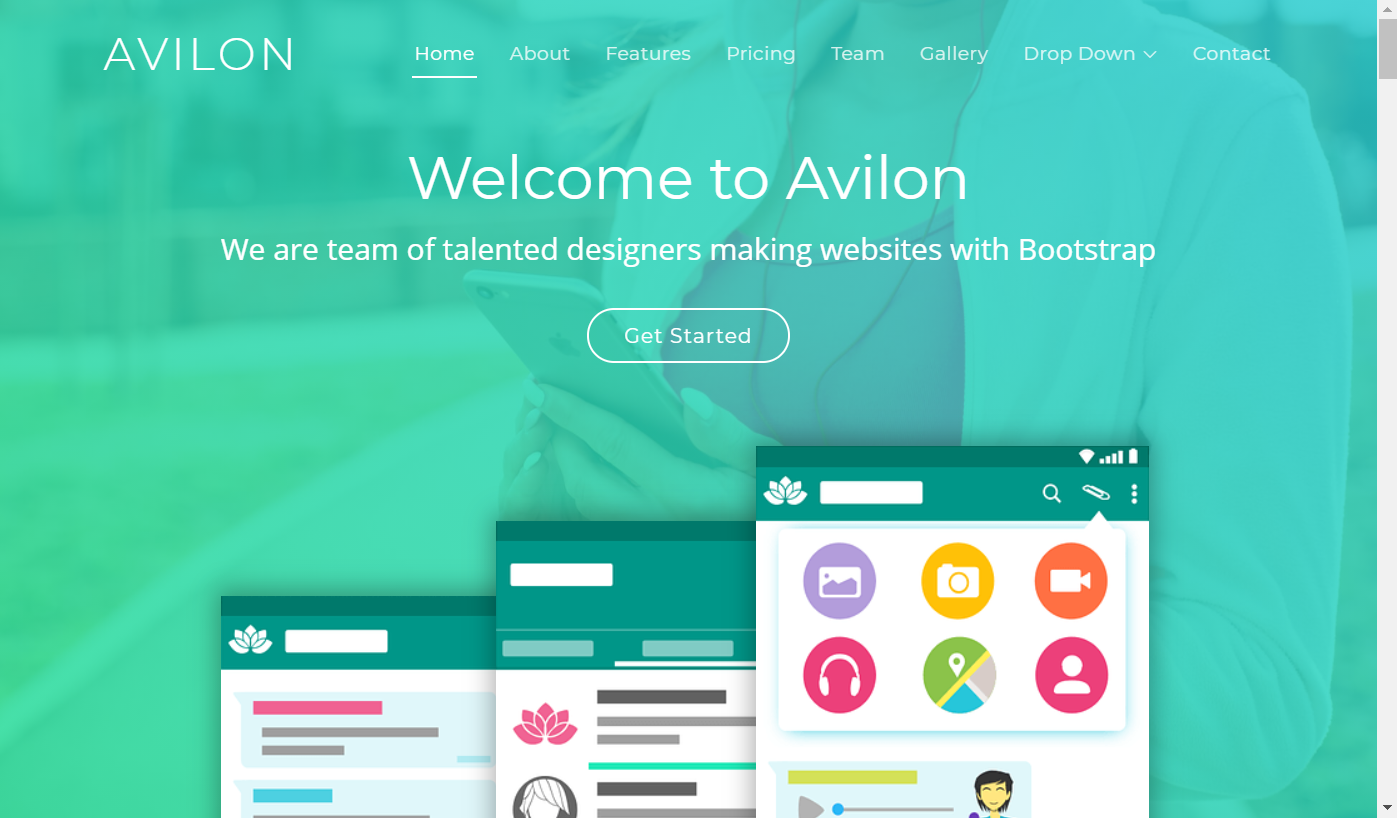 AVILON
Home About Features Pricing Team Gallery Drop Down Contact
Welcome to Avilon
We are team of talented designers making websites with Bootstrap
Get Started